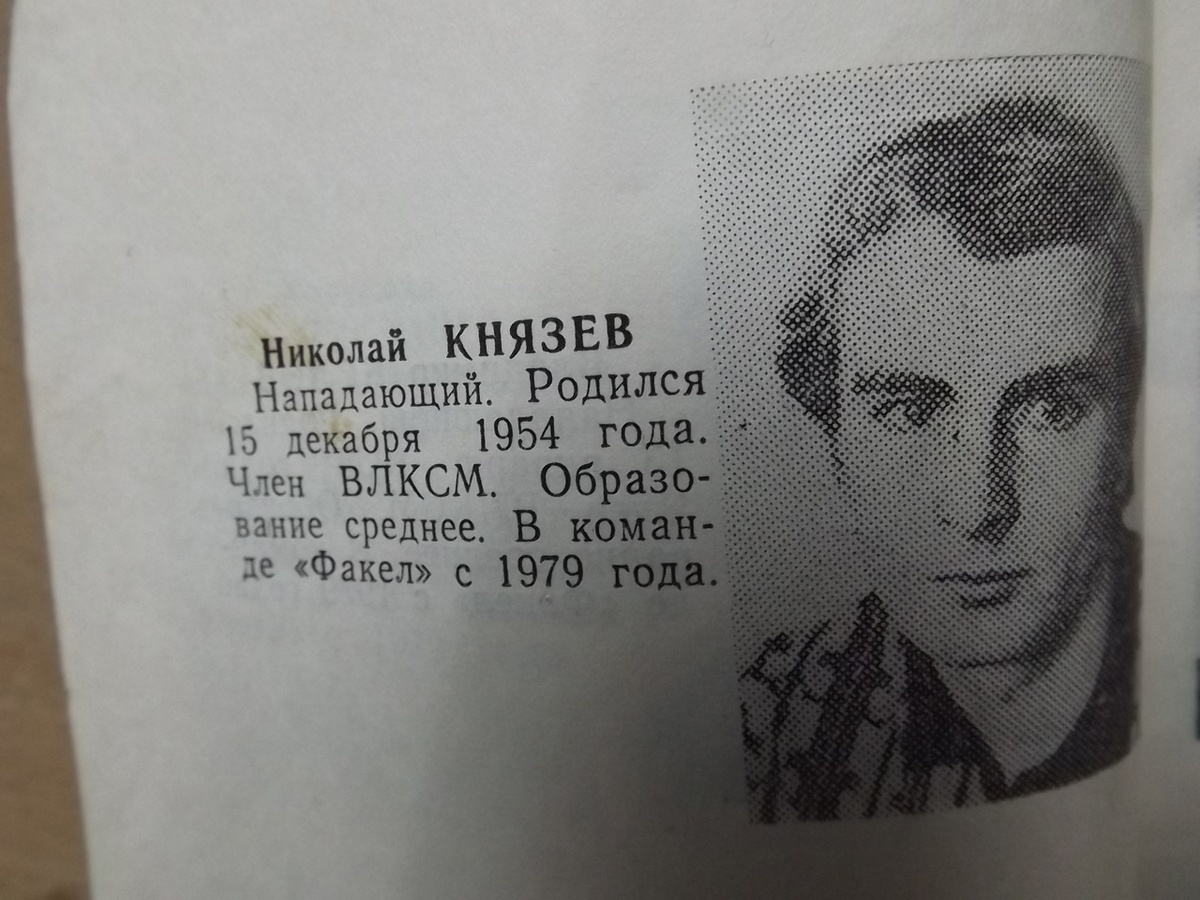 Николай КНЯЗЕВ
Нападающий. Родился
15 декабря 1954 года.
Член ВЛКСМ. Образо-
вание среднее. В коман-
де «Факел» с 1979 года.